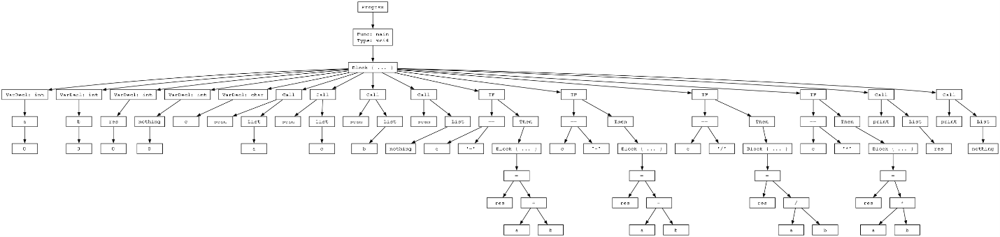 Program
Func: main
Type: void
Block { ... }
VarDecl: int VarDecl: int VarDecl: int VarDecl: int VarDecl: char Call Call Call Call IF IF IF IF Call Call
a b res nothing c scan List scan List scan List scan List == Then == Then == Then == Then print List print List
0 0 0 0 a c b nothing c '+' Block { ... } c '-' Block { ... } c '/' Block { ... } c '*' Block { ... } res nothing
= = = =
res + res - res / res *
a b a b a b a b